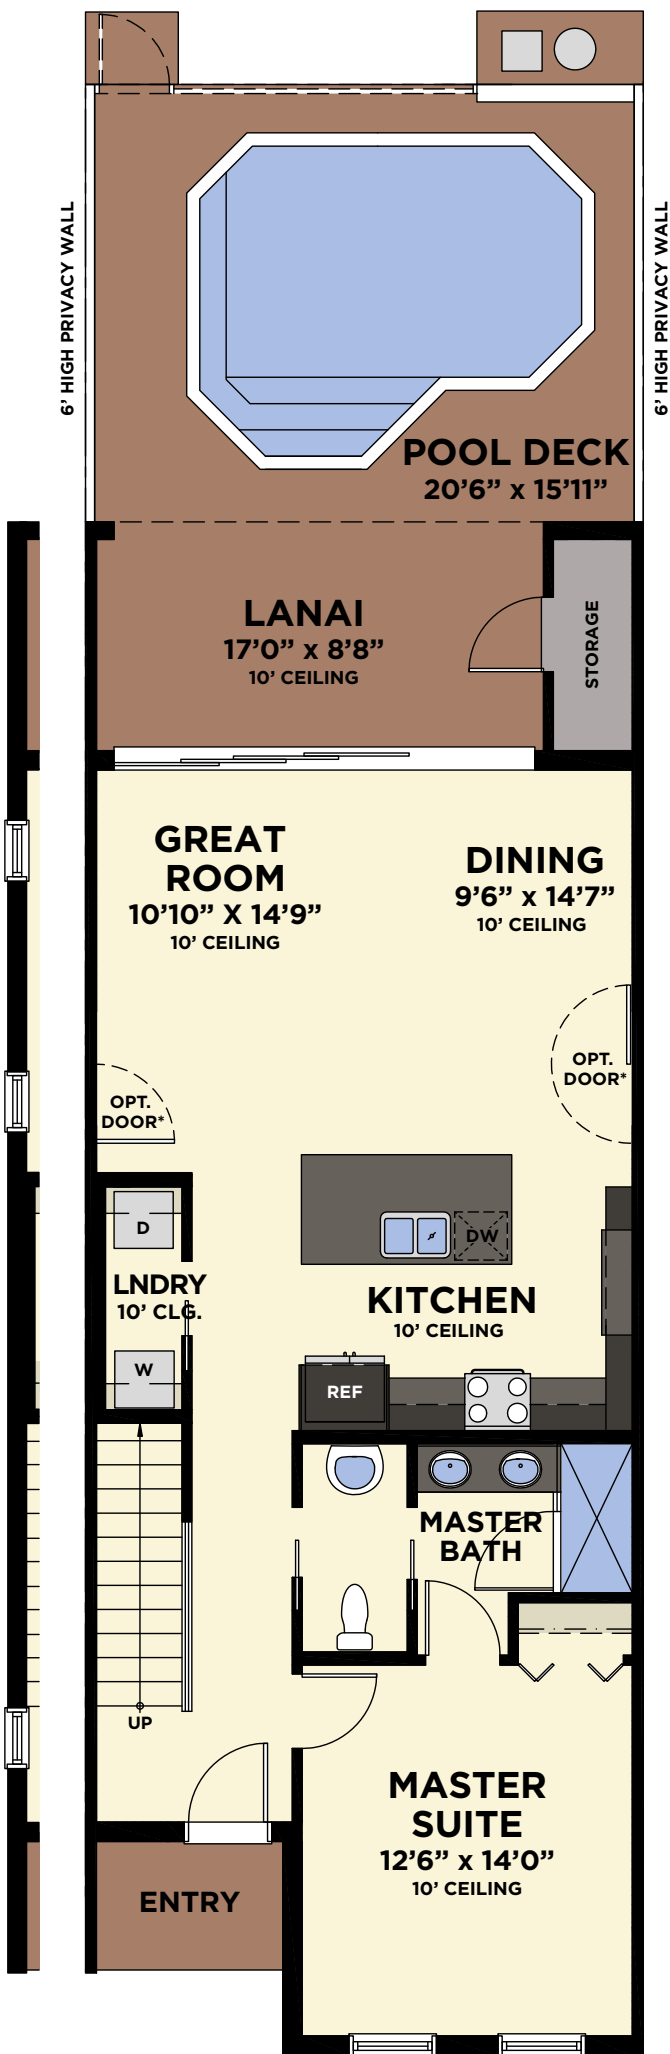 6’ HIGH PRIVACY WALL
6’ HIGH PRIVACY WALL
POOL DECK
20’6” x 15’11”
LANAI
17’0” x 8’8”
10’ CEILING
STORAGE
GREAT
ROOM
10’10” X 14’9”
10’ CEILING
DINING
9’6” x 14’7”
10’ CEILING
OPT.
DOOR*
OPT.
DOOR*
D
DW
LNDRY
10’ CLG.
KITCHEN
10’ CEILING
W
REF
MASTER
BATH
UP
MASTER
SUITE
12’6” x 14’0”
10’ CEILING
ENTRY